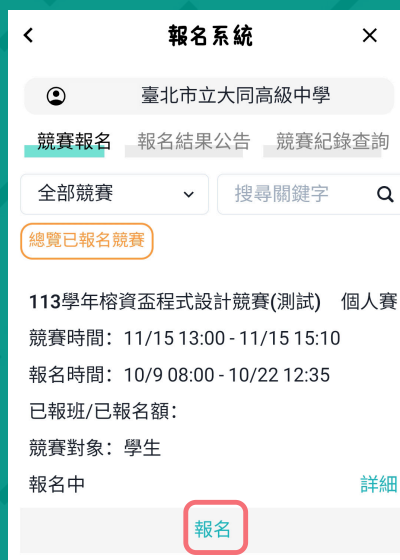 報名系統
臺北市立大同高級中學
競賽報名 報名結果公告 競賽紀錄查詢
全部競賽 搜尋關鍵字
總覽已報名競賽
113學年榕資盃程式設計競賽(測試) 個人賽
競賽時間：11/15 13:00 - 11/15 15:10
報名時間：10/9 08:00 - 10/22 12:35
已報班/已報名額：
競賽對象：學生
報名中 詳細
報名